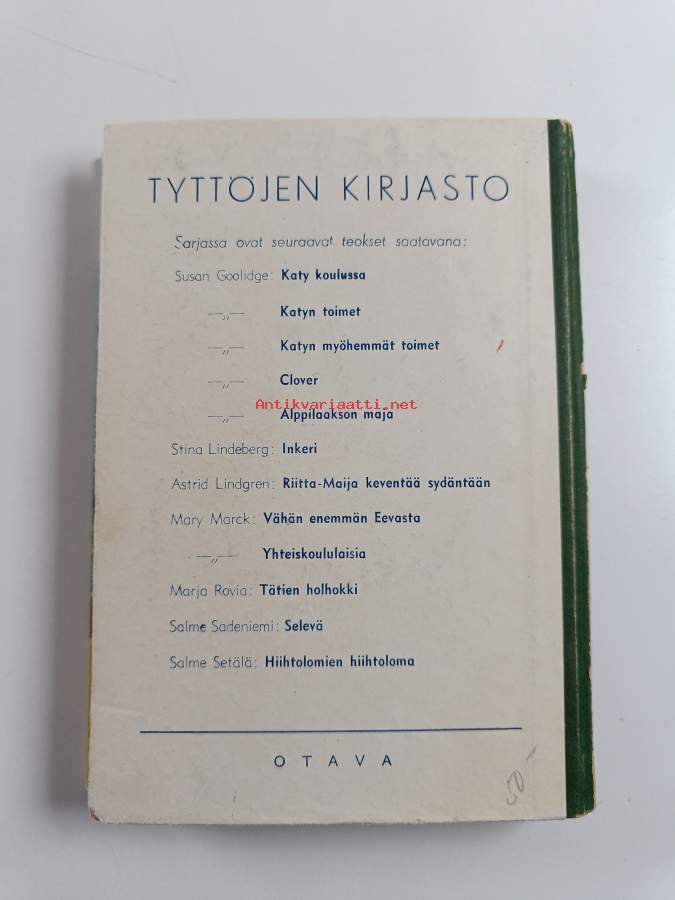 TYTTÖJEN KIRJASTO
Sarjassa ovat seuraavat teokset saatavana:
Susan Goolidge: Katy koulussa
—„— Katyn toimet
—„— Katyn myöhemmät toimet
—„— Clover
Antikvariaatti.net
—„— Alppilaakson maja
Stina Lindeberg: Inkeri
Astrid Lindgren: Riitta-Maija keventää sydäntään
Mary Marck: Vähän enemmän Eevasta
—„— Yhteiskoululaisia
Marja Rovia: Tätien holhokki
Salme Sadeniemi: Selevä
Salme Setälä: Hiihtolomien hiihtoloma
OTAVA
50-